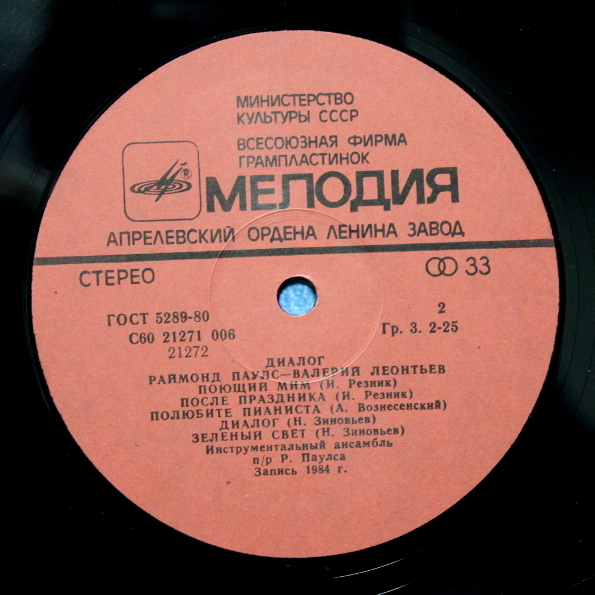 МИНИСТЕРСТВО
КУЛЬТУРЫ СССР
ВСЕСОЮЗНАЯ ФИРМА
ГРАМПЛАСТИНОК
® МЕЛОДИЯ
АПРЕЛЕВСКИЙ ОРДЕНА ЛЕНИНА ЗАВОД
СТЕРЕО 33
ГОСТ 5289-80 2
С60 21271 006 Гр. 3. 2-25
21272
ДИАЛОГ
РАЙМОНД ПАУЛС—ВАЛЕРИЙ ЛЕОНТЬЕВ
ПОЮЩИЙ МИМ (И. Резник)
ПОСЛЕ ПРАЗДНИКА (И. Резник)
ПОЛЮБИТЕ ПИАНИСТА (А. Вознесенский)
ДИАЛОГ (Н. Зиновьев)
ЗЕЛЕНЫЙ СВЕТ (Н. Зиновьев)
Инструментальный ансамбль
п/р Р. Паулса
Запись 1984 г.